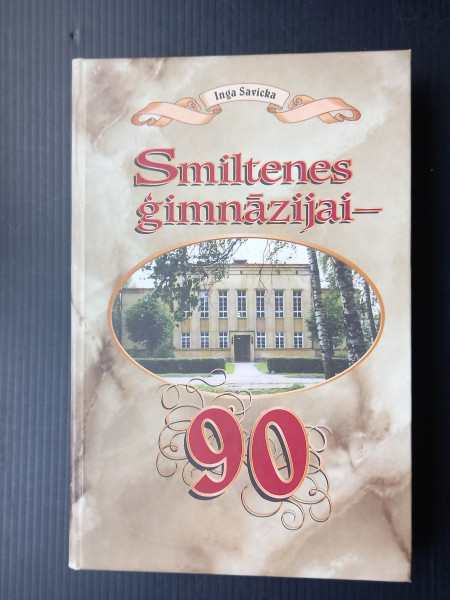 Inga Savicka
Smiltenes
ģimnāzijai–
90